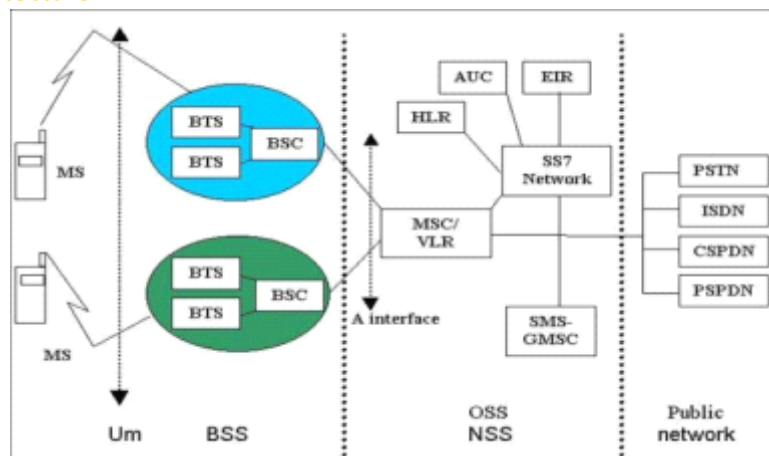 AUC
EIR
HLR
BTS
BSC
BTS
SS7
Network
MS
PSTN
ISDN
MSC/
VLR
CSPDN
PSPDN
BTS
BSC
BTS
A interface
SMS-
GMSC
MS
OSS
Public
Um
BSS
NSS
network